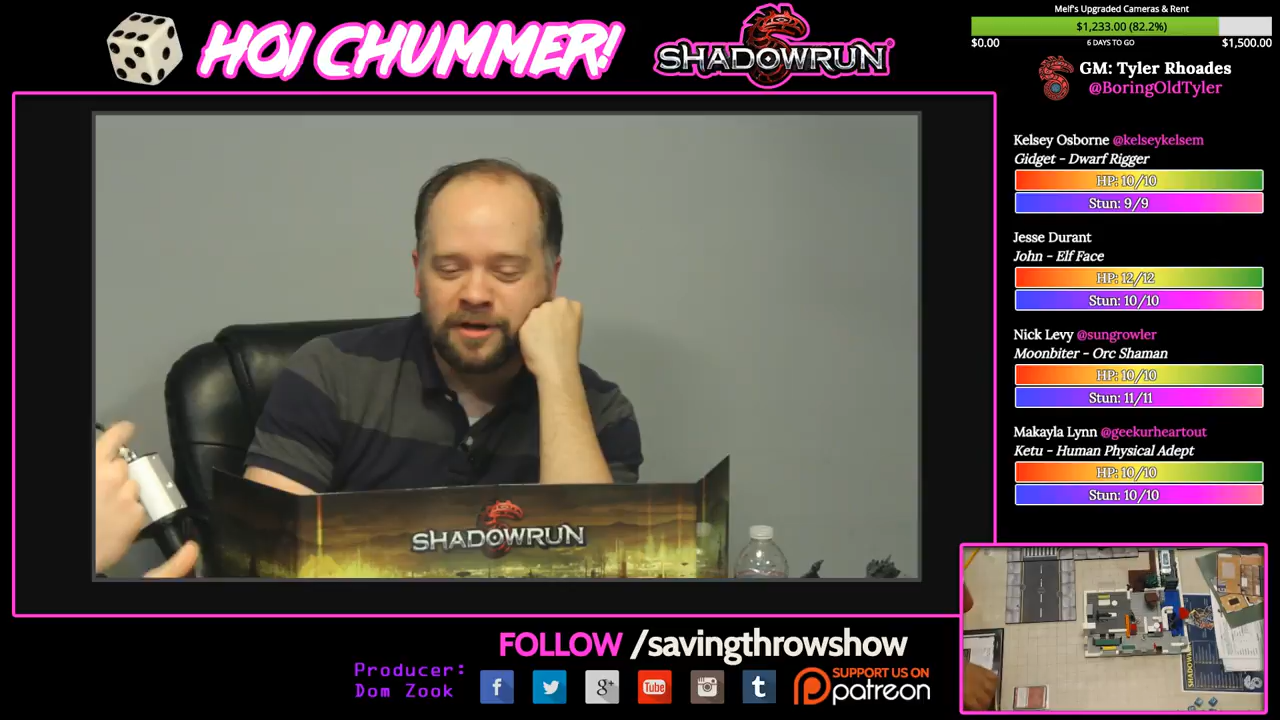 HOI CHUMMER!
SHADOWRUN
Melf's Upgraded Cameras & Rent
$1,233.00 (82.2%)
$0.00 6 DAYS TO GO $1,500.00
GM: Tyler Rhoades
@BoringOldTyler
Kelsey Osborne @kelseykelsem
Gidget - Dwarf Rigger
HP: 10/10
Stun: 9/9
Jesse Durant
John - Elf Face
HP: 12/12
Stun: 10/10
Nick Levy @sungrowler
Moonbiter - Orc Shaman
HP: 10/10
Stun: 11/11
Makayla Lynn @geekurheartout
Ketu - Human Physical Adept
HP: 10/10
Stun: 10/10
SHADOWRUN
FOLLOW /savingthrowshow
Producer:
Dom Zook
f
g+
You Tube
t
SUPPORT US ON
patreon